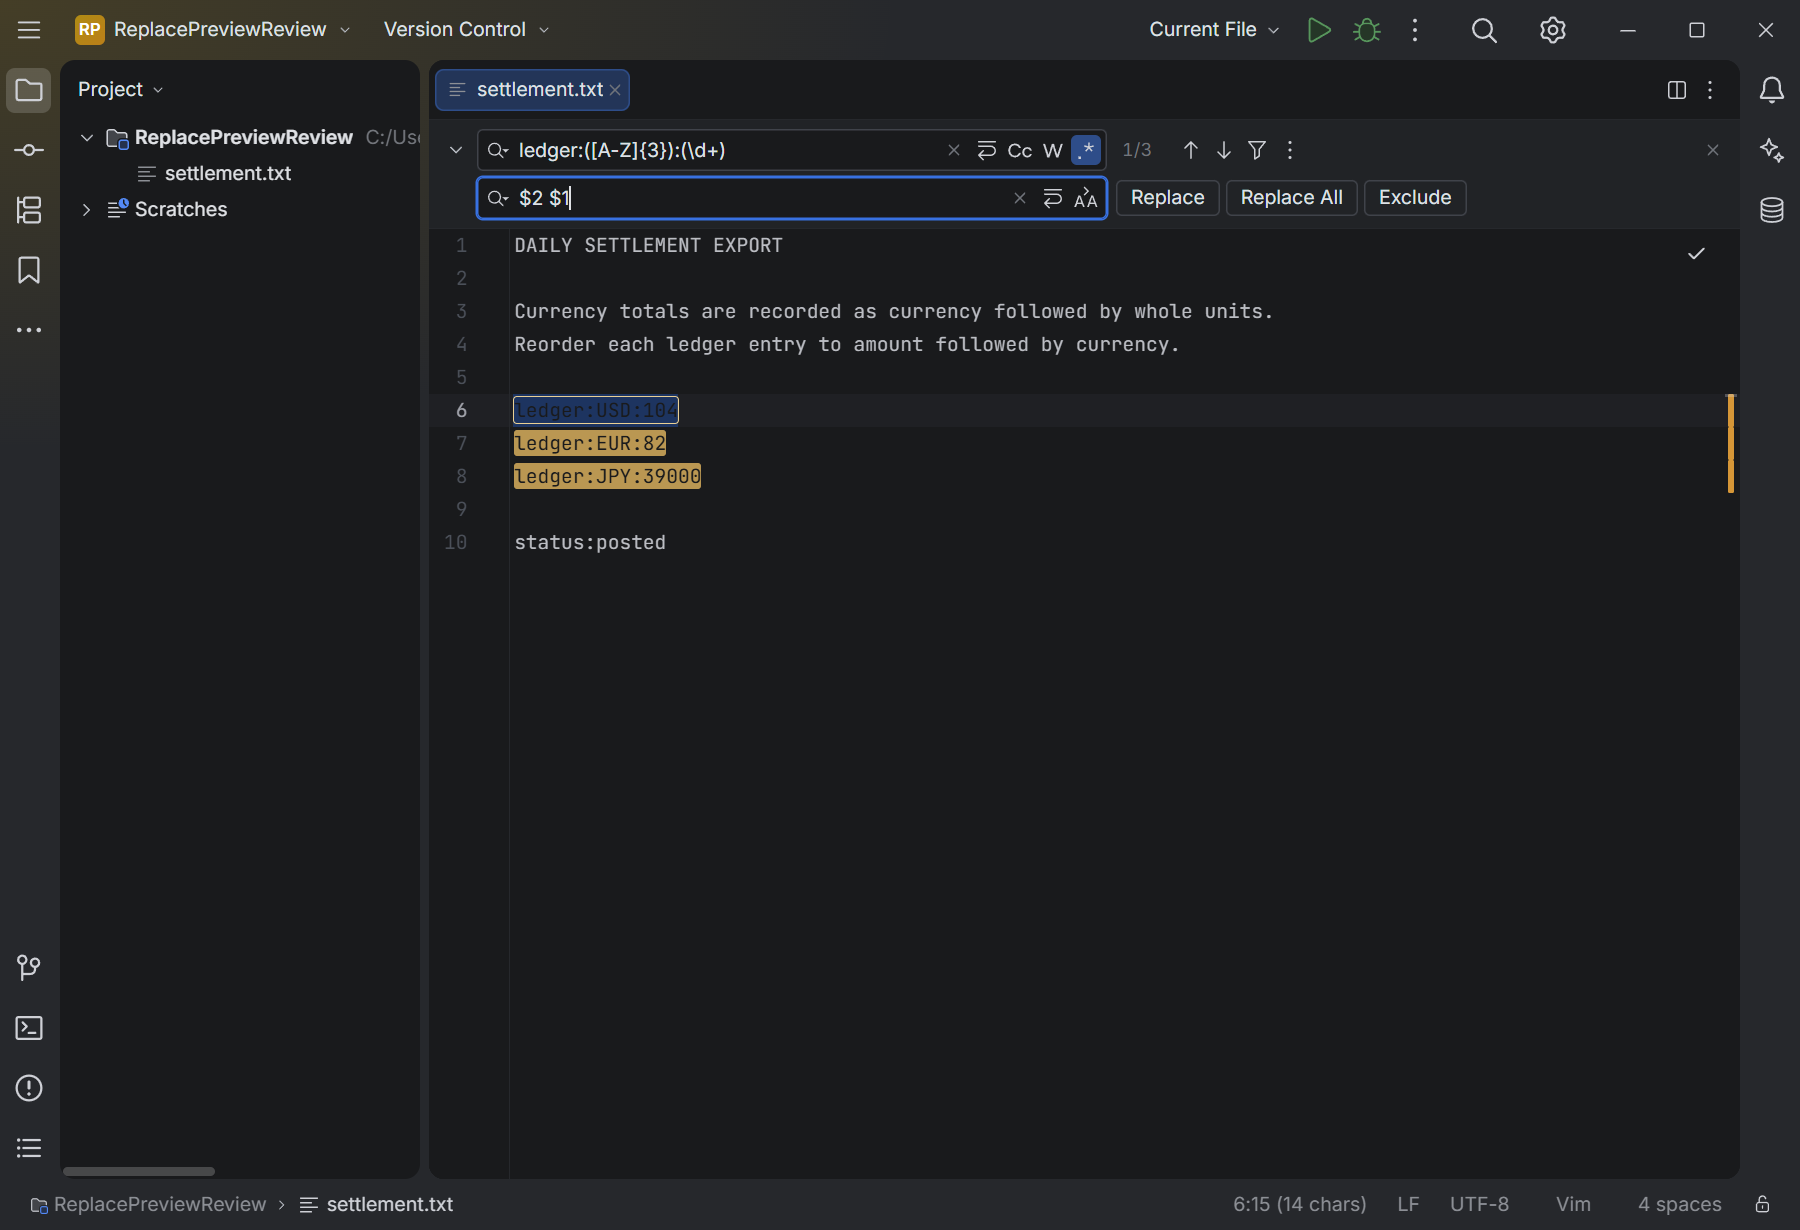 RP ReplacePreviewReview Version Control Current File
Project
settlement.txt
ReplacePreviewReview C:/Use
settlement.txt
Scratches
ledger:([A-Z]{3}):(\d+) Cc W .* 1/3
$2 $1 AA Replace Replace All Exclude
1 DAILY SETTLEMENT EXPORT
2
3 Currency totals are recorded as currency followed by whole units.
4 Reorder each ledger entry to amount followed by currency.
5
6 ledger:USD:104
7 ledger:EUR:82
8 ledger:JPY:39000
9
10 status:posted
ReplacePreviewReview › settlement.txt 6:15 (14 chars) LF UTF-8 Vim 4 spaces